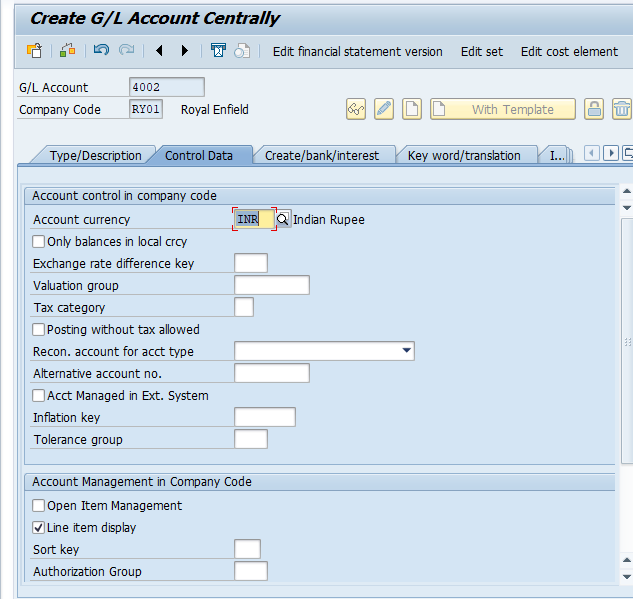 Create G/L Account Centrally
Edit financial statement version Edit set Edit cost element
G/L Account 4002
Company Code RY01 Royal Enfield
With Template
Type/Description Control Data Create/bank/interest Key word/translation I...
Account control in company code
Account currency INR Indian Rupee
Only balances in local crcy
Exchange rate difference key
Valuation group
Tax category
Posting without tax allowed
Recon. account for acct type
Alternative account no.
Acct Managed in Ext. System
Inflation key
Tolerance group
Account Management in Company Code
Open Item Management
Line item display
Sort key
Authorization Group